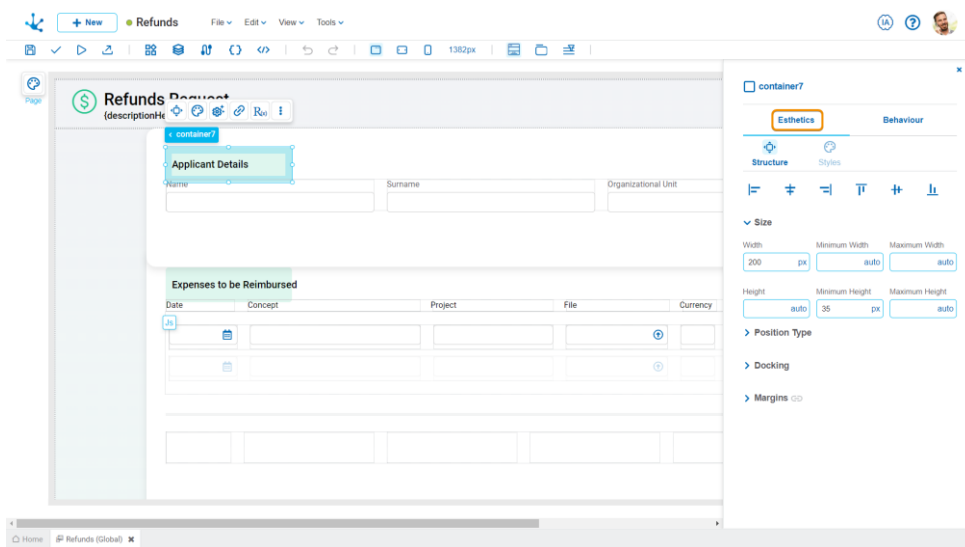 + New
Refunds
File
Edit
View
Tools
IA
?
1382px
Page
Refunds Request
{descriptionHe
R(x)
container7
Applicant Details
Name
Surname
Organizational Unit
Expenses to be Reimbursed
Date
Concept
Project
File
Currency
Js
container7
Esthetics
Behaviour
Structure
Styles
Size
Width
Minimum Width
Maximum Width
200 px
auto
auto
Height
Minimum Height
Maximum Height
auto
35 px
auto
Position Type
Docking
Margins
Home
Refunds (Global)